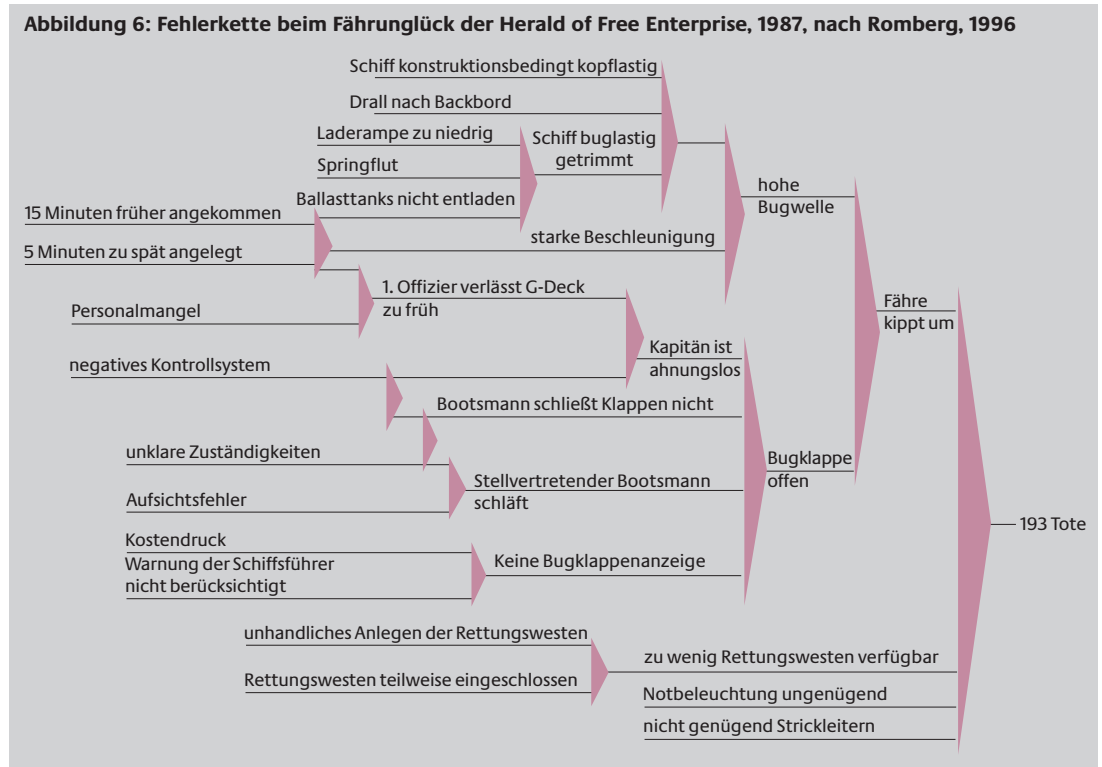 Abbildung 6: Fehlerkette beim Fährunglück der Herald of Free Enterprise, 1987, nach Romberg, 1996
Schiff konstruktionsbedingt kopflastig
Drall nach Backbord
Laderampe zu niedrig
Springflut
Ballasttanks nicht entladen
Schiff buglastig
getrimmt
15 Minuten früher angekommen
5 Minuten zu spät angelegt
starke Beschleunigung
hohe
Bugwelle
1. Offizier verlässt G-Deck
zu früh
Personalmangel
negatives Kontrollsystem
Kapitän ist
ahnungslos
Fähre
kippt um
Bootsmann schließt Klappen nicht
unklare Zuständigkeiten
Aufsichtsfehler
Stellvertretender Bootsmann
schläft
Bugklappe
offen
Kostendruck
Warnung der Schiffsführer
nicht berücksichtigt
Keine Bugklappenanzeige
193 Tote
unhandliches Anlegen der Rettungswesten
Rettungswesten teilweise eingeschlossen
zu wenig Rettungswesten verfügbar
Notbeleuchtung ungenügend
nicht genügend Strickleitern